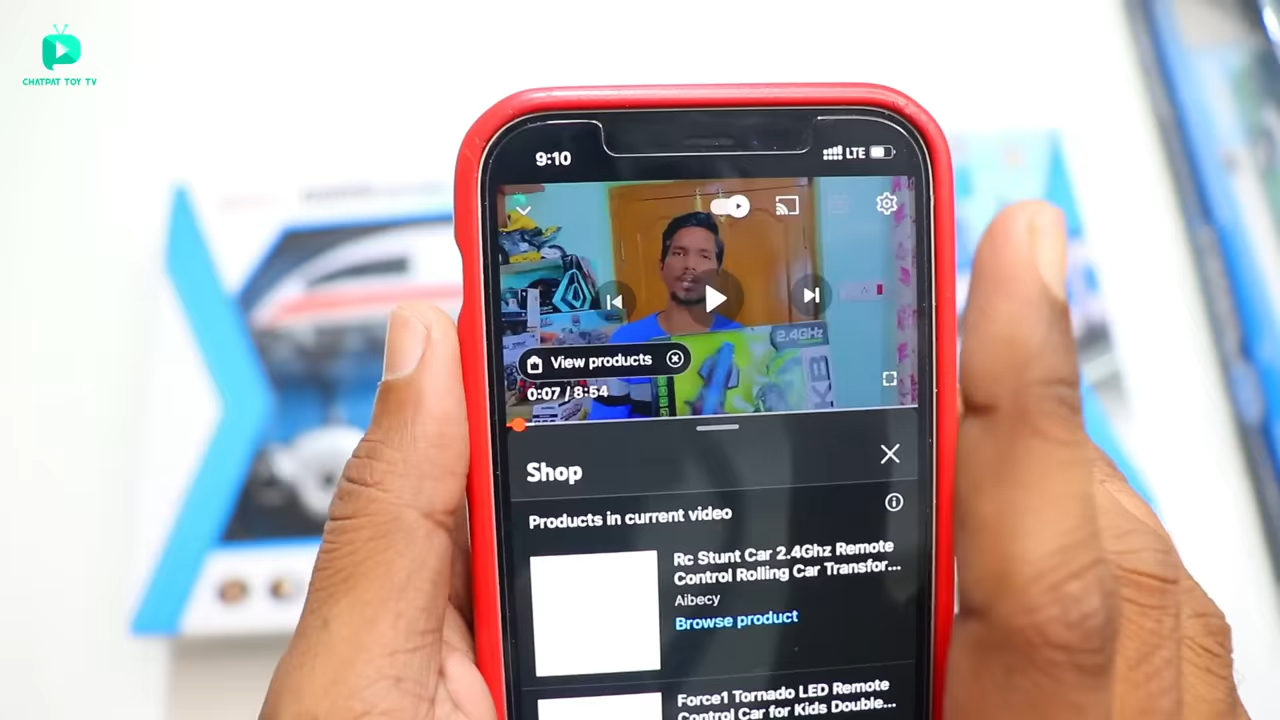 CHATPAT TOY TV
9:10
LTE
2.4GHz
View products
0:07 / 8:54
Shop
Products in current video
Rc Stunt Car 2.4Ghz Remote
Control Rolling Car Transfor...
Aibecy
Browse product
Force1 Tornado LED Remote
Control Car for Kids Double...